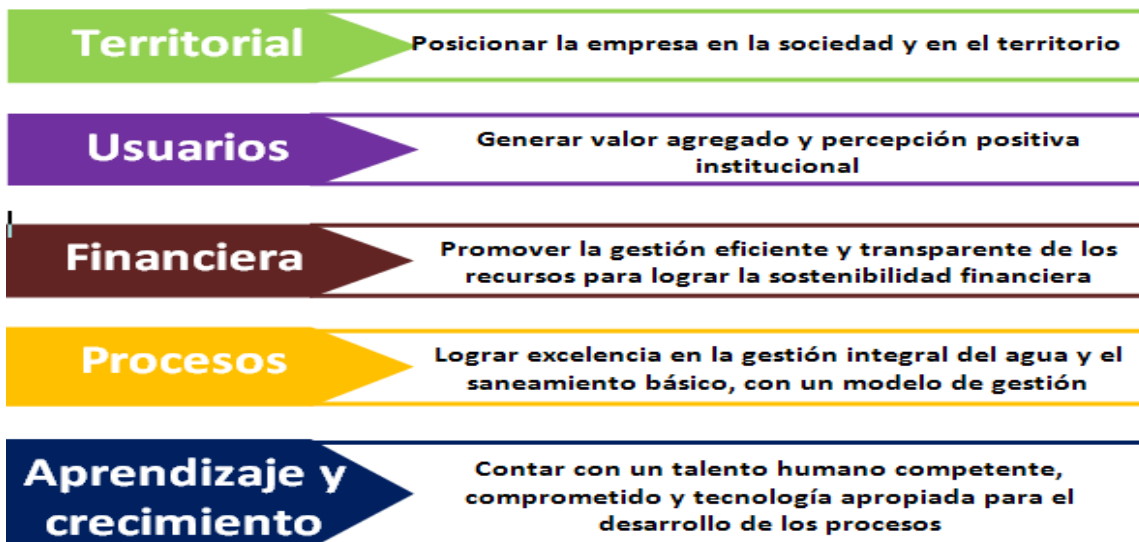 Territorial
Posicionar la empresa en la sociedad y en el territorio
Usuarios
Generar valor agregado y percepción positiva
institucional
Financiera
Promover la gestión eficiente y transparente de los
recursos para lograr la sostenibilidad financiera
Procesos
Lograr excelencia en la gestión integral del agua y el
saneamiento básico, con un modelo de gestión
Aprendizaje y
crecimiento
Contar con un talento humano competente,
comprometido y tecnología apropiada para el
desarrollo de los procesos